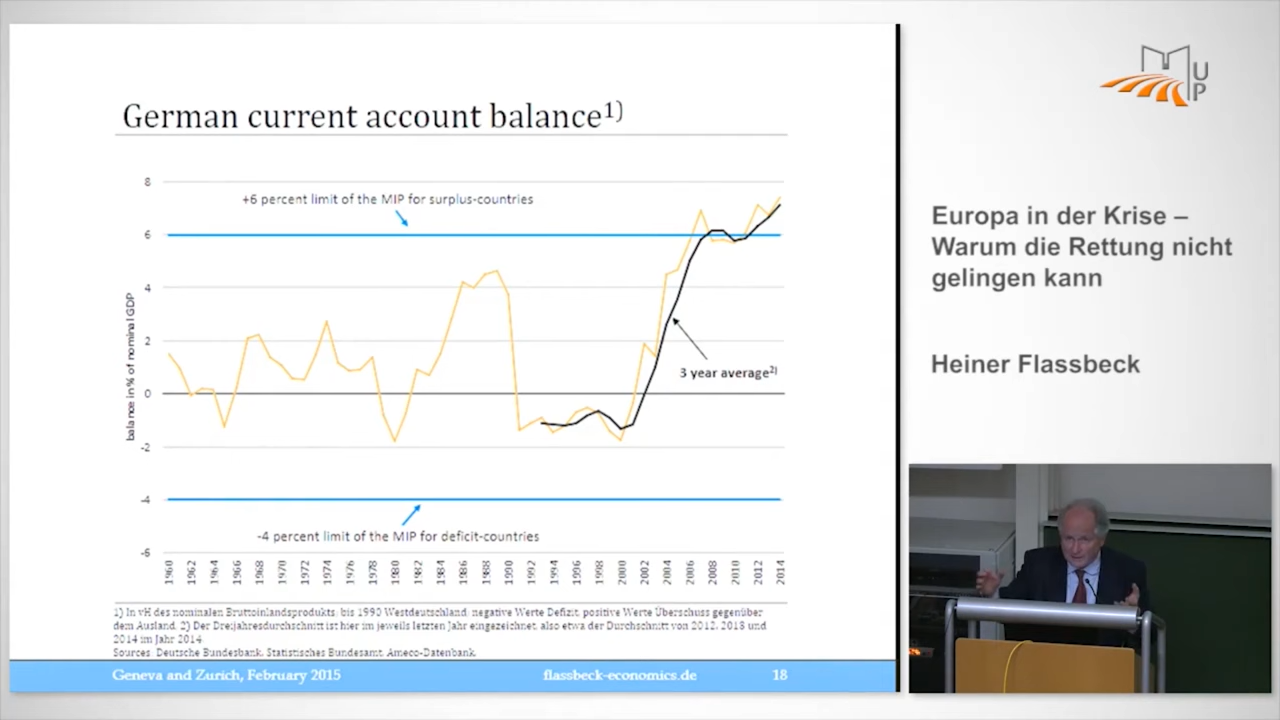 German current account balance1)
8
+6 percent limit of the MIP for surplus-countries
6
4
2
3 year average2)
0
-2
-4
-4 percent limit of the MIP for deficit-countries
-6
balance in % of nominal GDP
1960 1962 1964 1966 1968 1970 1972 1974 1976 1978 1980 1982 1984 1986 1988 1990 1992 1994 1996 1998 2000 2002 2004 2006 2008 2010 2012 2014
1) In vH des nominalen Bruttoinlandsprodukts, bis 1990 Westdeutschland; negative Werte Defizit, positive Werte Überschuss gegenüber
dem Ausland. 2) Der Dreijahresdurchschnitt ist hier im jeweils letzten Jahr eingezeichnet, also etwa der Durchschnitt von 2012, 2013 und
2014 im Jahr 2014.
Sources: Deutsche Bundesbank, Statistisches Bundesamt, Ameco-Datenbank.
Geneva and Zurich, February 2015 flassbeck-economics.de 18
MUP
Europa in der Krise –
Warum die Rettung nicht
gelingen kann
Heiner Flassbeck